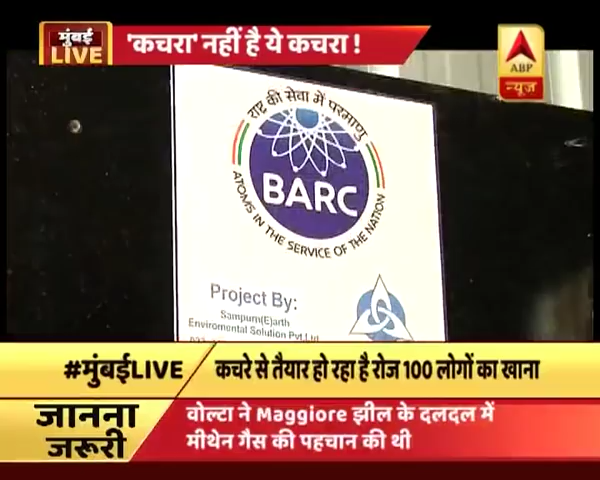 मुंबई
LIVE
'कचरा' नहीं है ये कचरा !
ABP
न्यूज़
राष्ट्र की सेवा में परमाणु
BARC
ATOMS IN THE SERVICE OF THE NATION
Project By:
Sampurn(E)arth
Enviromental Solution Pvt.Ltd
#मुंबईLIVE
कचरे से तैयार हो रहा है रोज 100 लोगों का खाना
जानना
जरूरी
वोल्टा ने Maggiore झील के दलदल में
मीथेन गैस की पहचान की थी